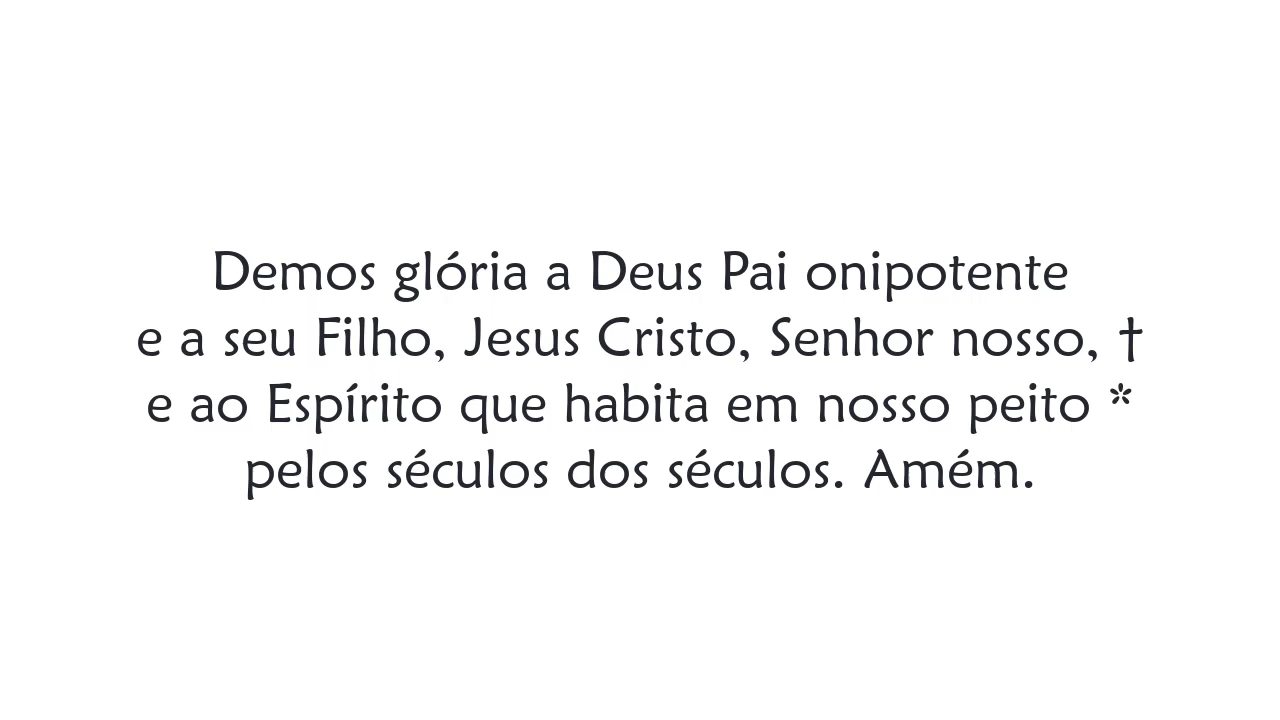 Demos glória a Deus Pai onipotente
e a seu Filho, Jesus Cristo, Senhor nosso, †
e ao Espírito que habita em nosso peito *
pelos séculos dos séculos. Amém.